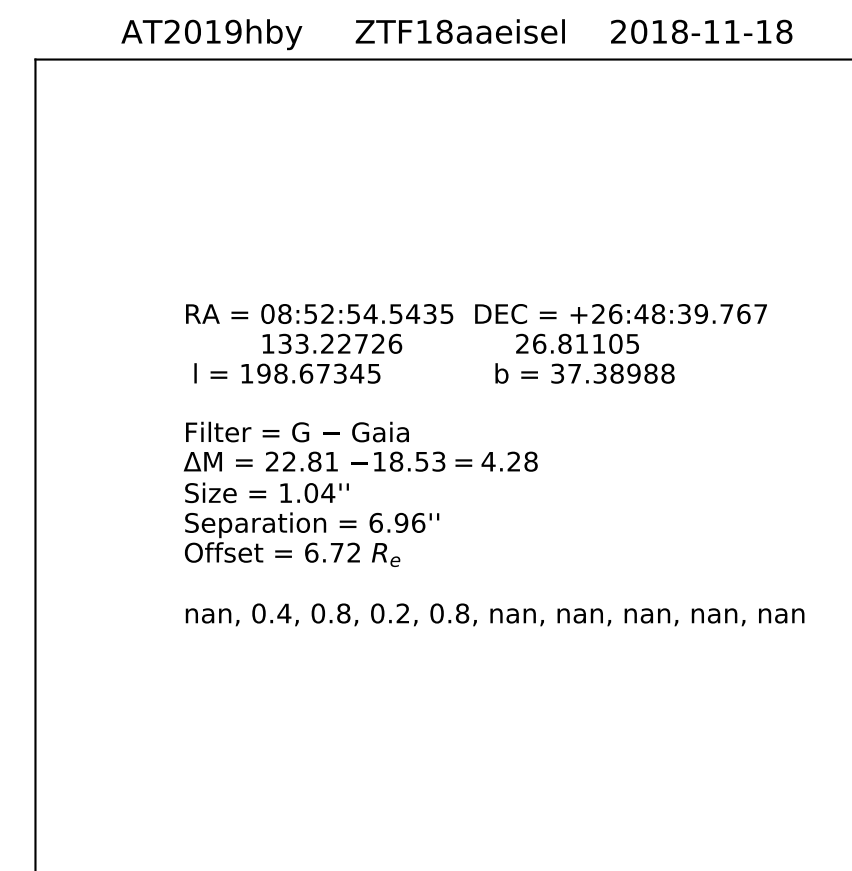 AT2019hby ZTF18aaeisel 2018-11-18
RA = 08:52:54.5435 DEC = +26:48:39.767
133.22726 26.81105
l = 198.67345 b = 37.38988
Filter = G − Gaia
ΔM = 22.81 −18.53 = 4.28
Size = 1.04''
Separation = 6.96''
Offset = 6.72 Re
nan, 0.4, 0.8, 0.2, 0.8, nan, nan, nan, nan, nan